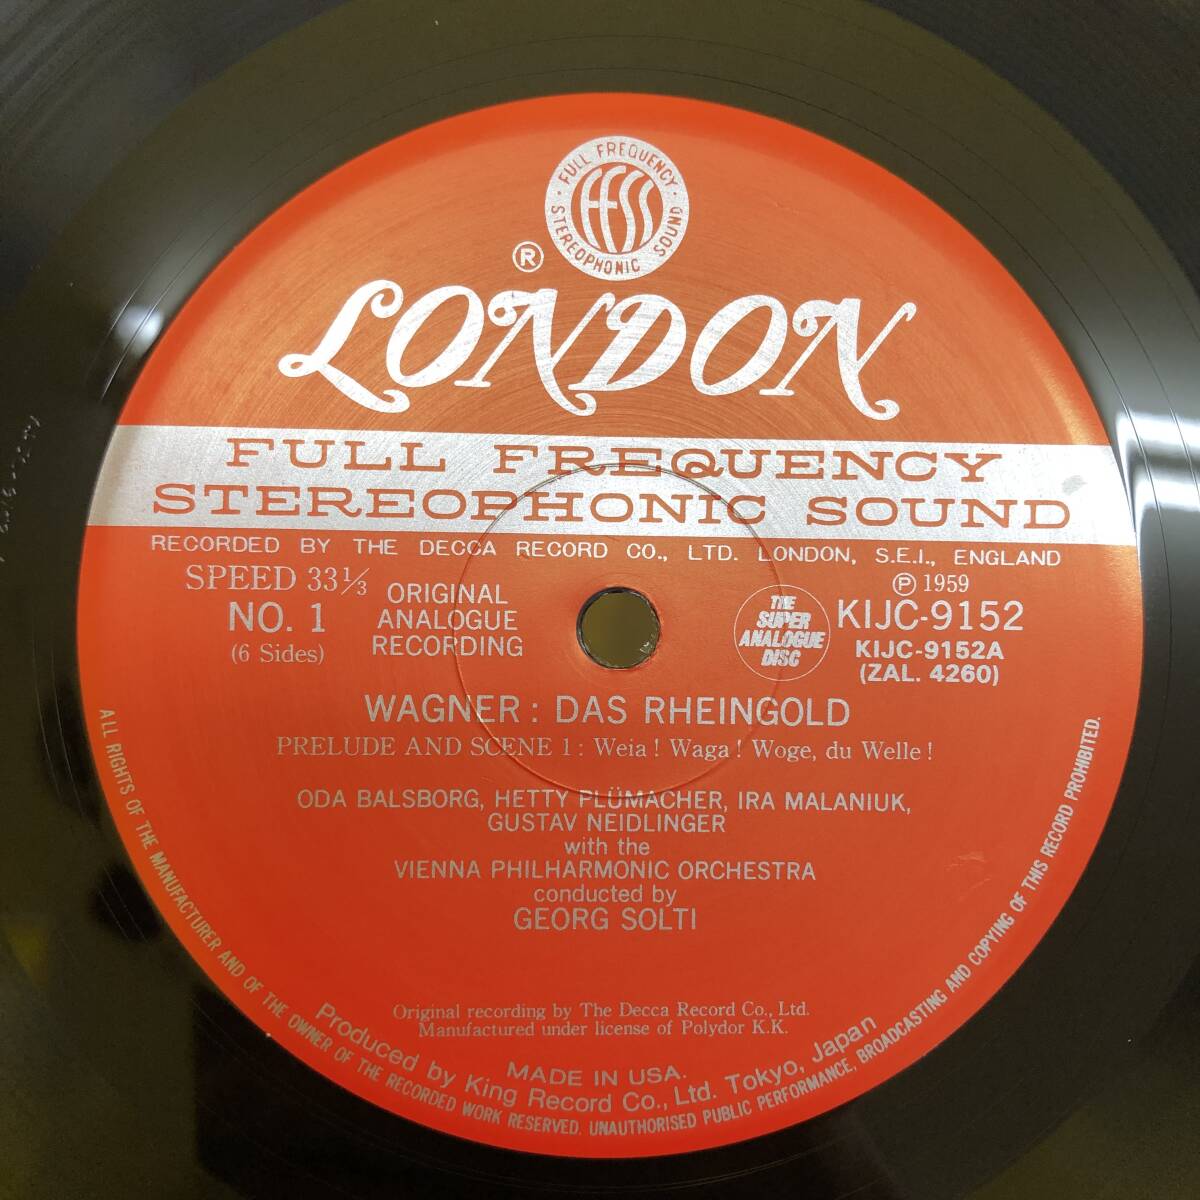 · FULL FREQUENCY ·
STEREOPHONIC SOUND
FFSS
®
LONDON
FULL FREQUENCY
STEREOPHONIC SOUND
RECORDED BY THE DECCA RECORD CO., LTD. LONDON, S.E.I., ENGLAND
SPEED 33⅓
NO. 1
(6 Sides)
ORIGINAL
ANALOGUE
RECORDING
THE
SUPER
ANALOGUE
DISC
℗ 1959
KIJC-9152
KIJC-9152A
(ZAL. 4260)
WAGNER : DAS RHEINGOLD
PRELUDE AND SCENE 1 : Weia ! Waga ! Woge, du Welle !
ODA BALSBORG, HETTY PLÜMACHER, IRA MALANIUK,
GUSTAV NEIDLINGER
with the
VIENNA PHILHARMONIC ORCHESTRA
conducted by
GEORG SOLTI
Original recording by The Decca Record Co., Ltd.
Manufactured under license of Polydor K.K.
MADE IN USA.
Produced by King Record Co., Ltd. Tokyo, Japan
ALL RIGHTS OF THE MANUFACTURER AND OF THE OWNER OF THE RECORDED WORK RESERVED. UNAUTHORISED PUBLIC PERFORMANCE, BROADCASTING AND COPYING OF THIS RECORD PROHIBITED.